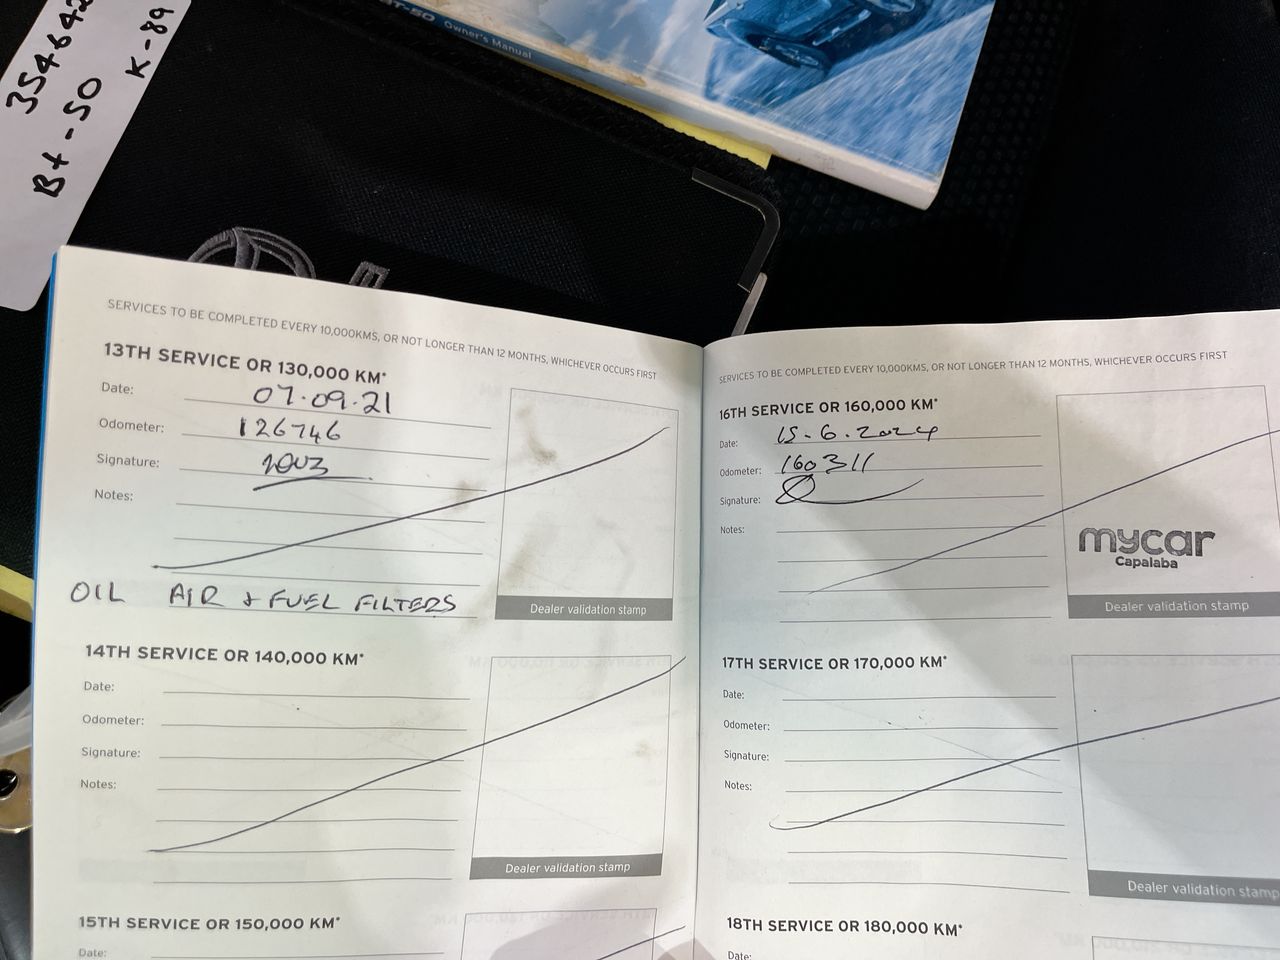 354642
Bt-50
K-89
BT-50 Owner's Manual
SERVICES TO BE COMPLETED EVERY 10,000KMS, OR NOT LONGER THAN 12 MONTHS, WHICHEVER OCCURS FIRST
13TH SERVICE OR 130,000 KM*
Date: 07.09.21
Odometer: 126746
Signature:
Notes:
OIL AIR & FUEL FILTERS
Dealer validation stamp
14TH SERVICE OR 140,000 KM*
Date:
Odometer:
Signature:
Notes:
Dealer validation stamp
15TH SERVICE OR 150,000 KM*
Date:
SERVICES TO BE COMPLETED EVERY 10,000KMS, OR NOT LONGER THAN 12 MONTHS, WHICHEVER OCCURS FIRST
16TH SERVICE OR 160,000 KM*
Date: 15.6.2024
Odometer: 160311
Signature:
Notes:
mycar
Capalaba
Dealer validation stamp
17TH SERVICE OR 170,000 KM*
Date:
Odometer:
Signature:
Notes:
Dealer validation stamp
18TH SERVICE OR 180,000 KM*
Date: